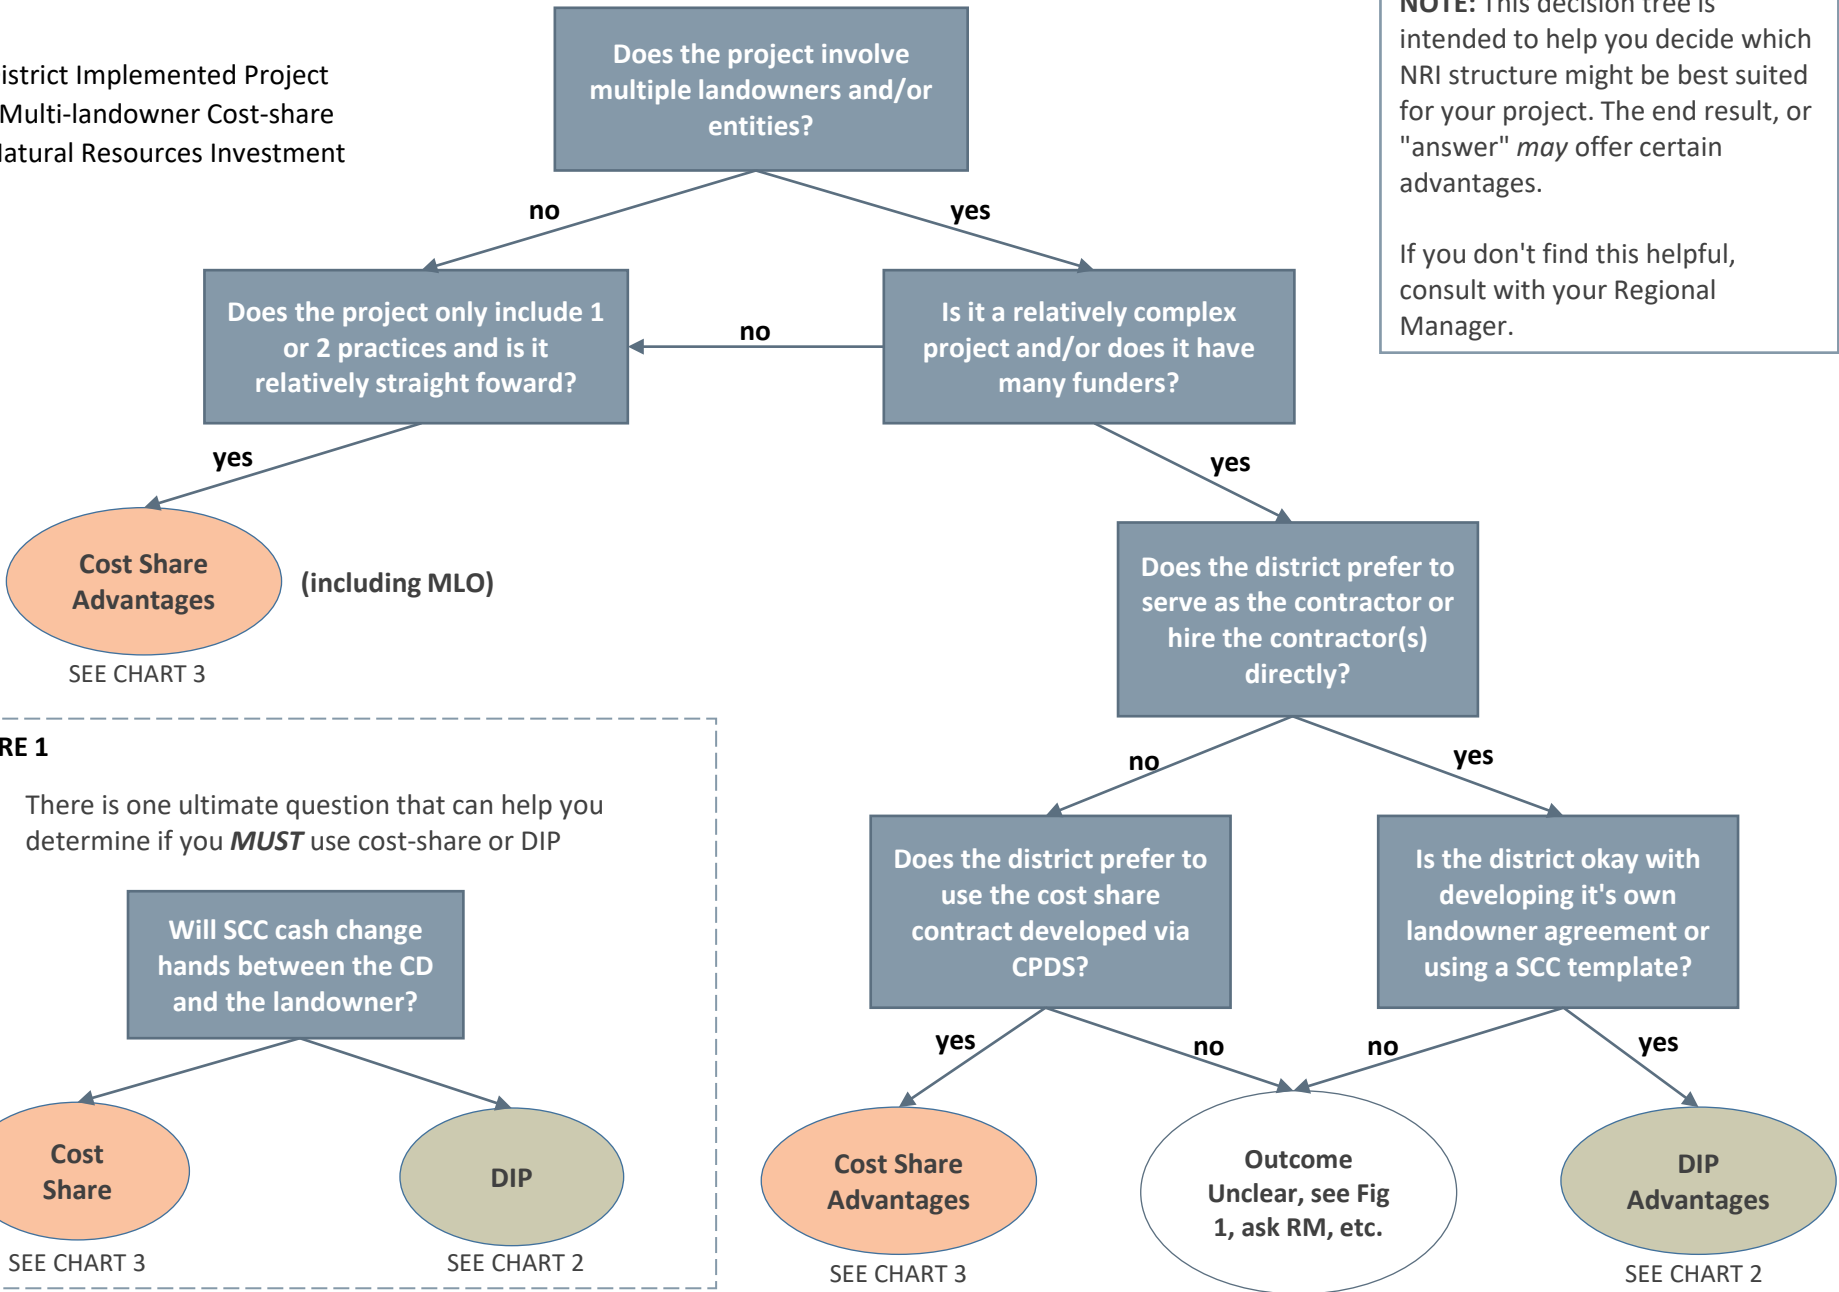 istrict Implemented Project
Multi-landowner Cost-share
Natural Resources Investment
Does the project involve
multiple landowners and/or
entities?
NOTE: This decision tree is
intended to help you decide which
NRI structure might be best suited
for your project. The end result, or
"answer" may offer certain
advantages.
If you don't find this helpful,
consult with your Regional
Manager.
no
yes
Does the project only include 1
or 2 practices and is it
relatively straight foward?
no
Is it a relatively complex
project and/or does it have
many funders?
yes
yes
Cost Share
Advantages
(including MLO)
SEE CHART 3
Does the district prefer to
serve as the contractor or
hire the contractor(s)
directly?
no
yes
Does the district prefer to
use the cost share
contract developed via
CPDS?
Is the district okay with
developing it's own
landowner agreement or
using a SCC template?
yes
no
no
yes
Cost Share
Advantages
SEE CHART 3
Outcome
Unclear, see Fig
1, ask RM, etc.
DIP
Advantages
SEE CHART 2
RE 1
There is one ultimate question that can help you
determine if you MUST use cost-share or DIP
Will SCC cash change
hands between the CD
and the landowner?
Cost
Share
SEE CHART 3
DIP
SEE CHART 2